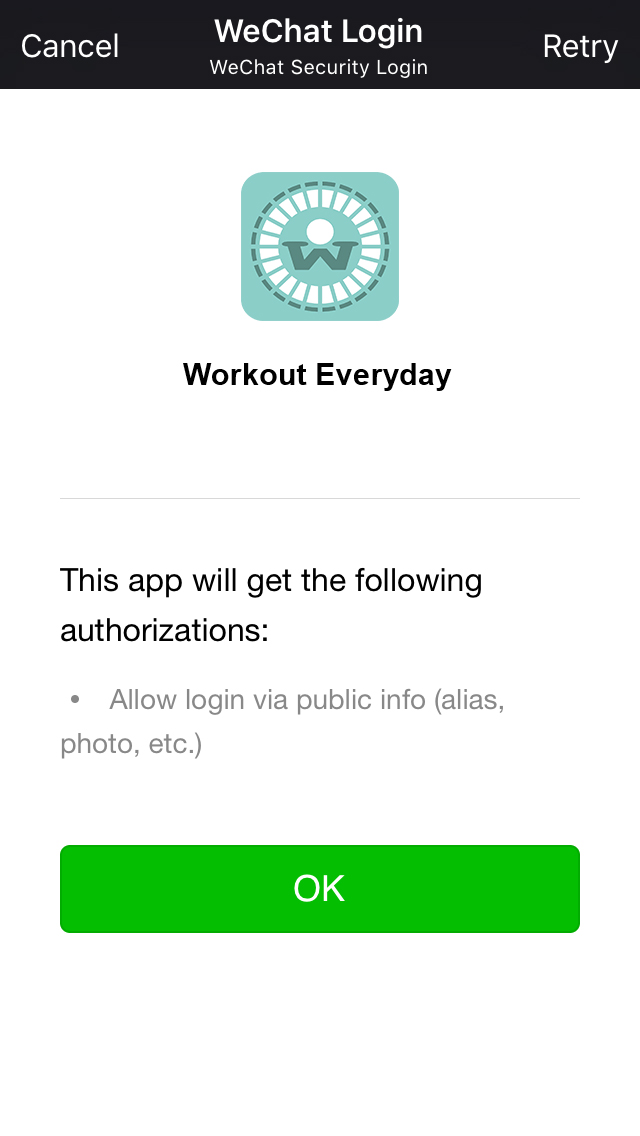 Cancel
WeChat Login
WeChat Security Login
Retry
W
Workout Everyday
This app will get the following
authorizations:
• Allow login via public info (alias,
photo, etc.)
OK